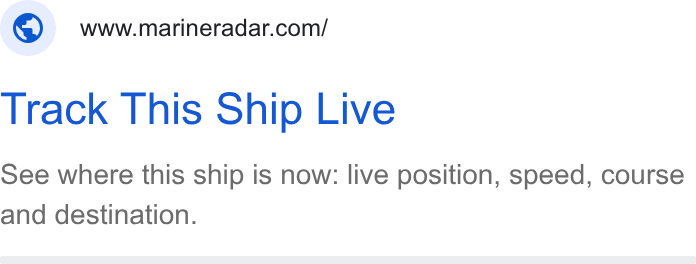 www.marineradar.com/
Track This Ship Live
See where this ship is now: live position, speed, course
and destination.